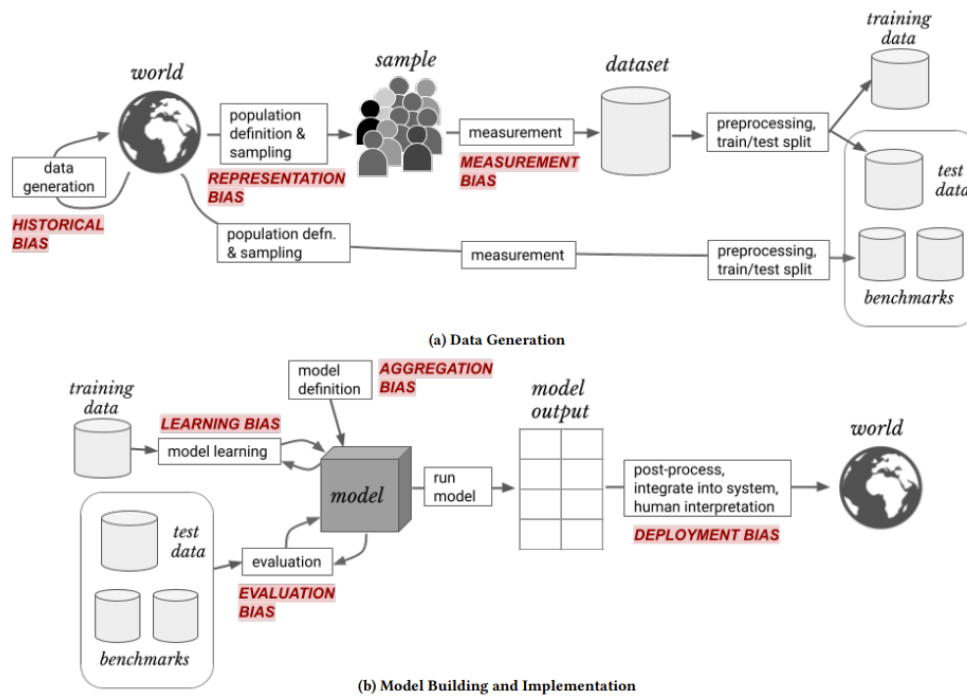 training
data
world
sample
dataset
population
definition &
sampling
measurement
preprocessing,
train/test split
data
generation
REPRESENTATION
BIAS
MEASUREMENT
BIAS
test
data
HISTORICAL
BIAS
population defn.
& sampling
measurement
preprocessing,
train/test split
benchmarks
(a) Data Generation
training
data
model
definition
AGGREGATION
BIAS
model
output
world
LEARNING BIAS
model learning
model
run
model
post-process,
integrate into system,
human interpretation
DEPLOYMENT BIAS
test
data
evaluation
EVALUATION
BIAS
benchmarks
(b) Model Building and Implementation